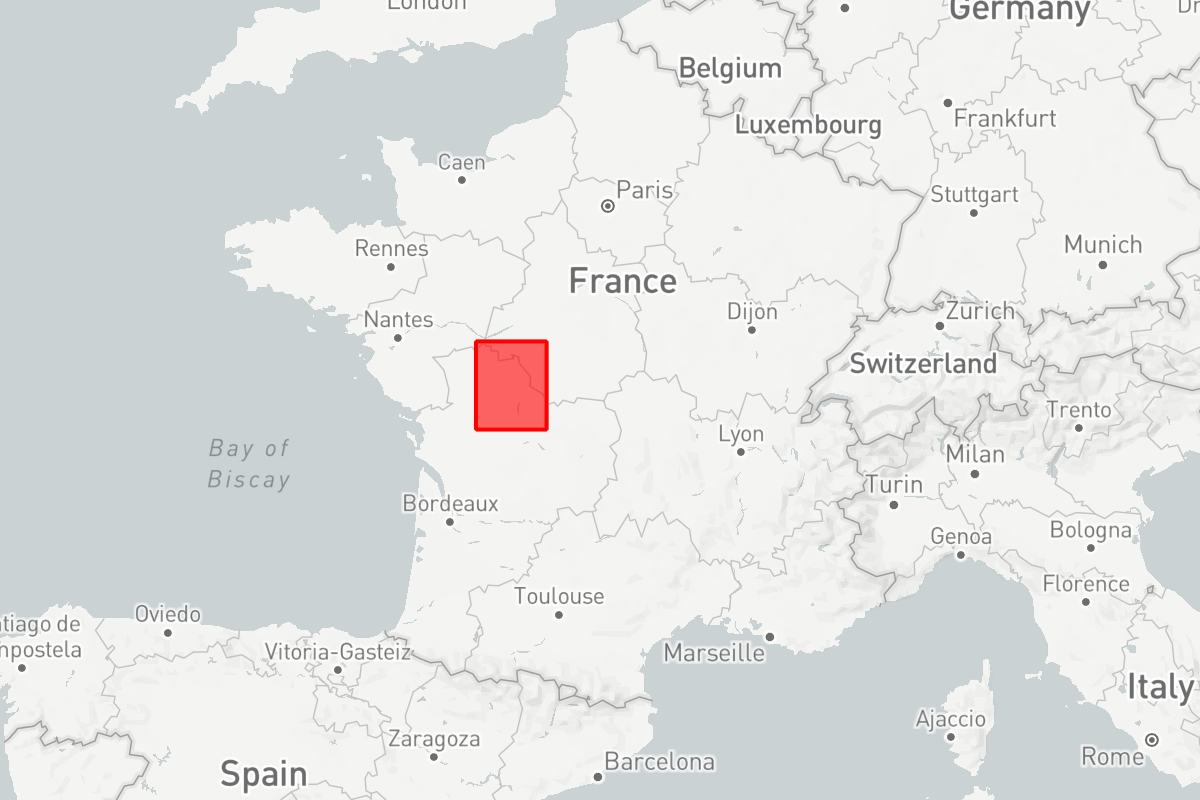 London
Germany
Dr
Belgium
Luxembourg
Frankfurt
Caen
Paris
Stuttgart
Rennes
Munich
France
Nantes
Dijon
Zurich
Switzerland
Trento
Bay of
Biscay
Lyon
Milan
Turin
Bordeaux
Genoa
Bologna
Toulouse
Florence
Oviedo
tiago de
mpostela
Vitoria-Gasteiz
Marseille
Italy
Ajaccio
Zaragoza
Rome
Spain
Barcelona